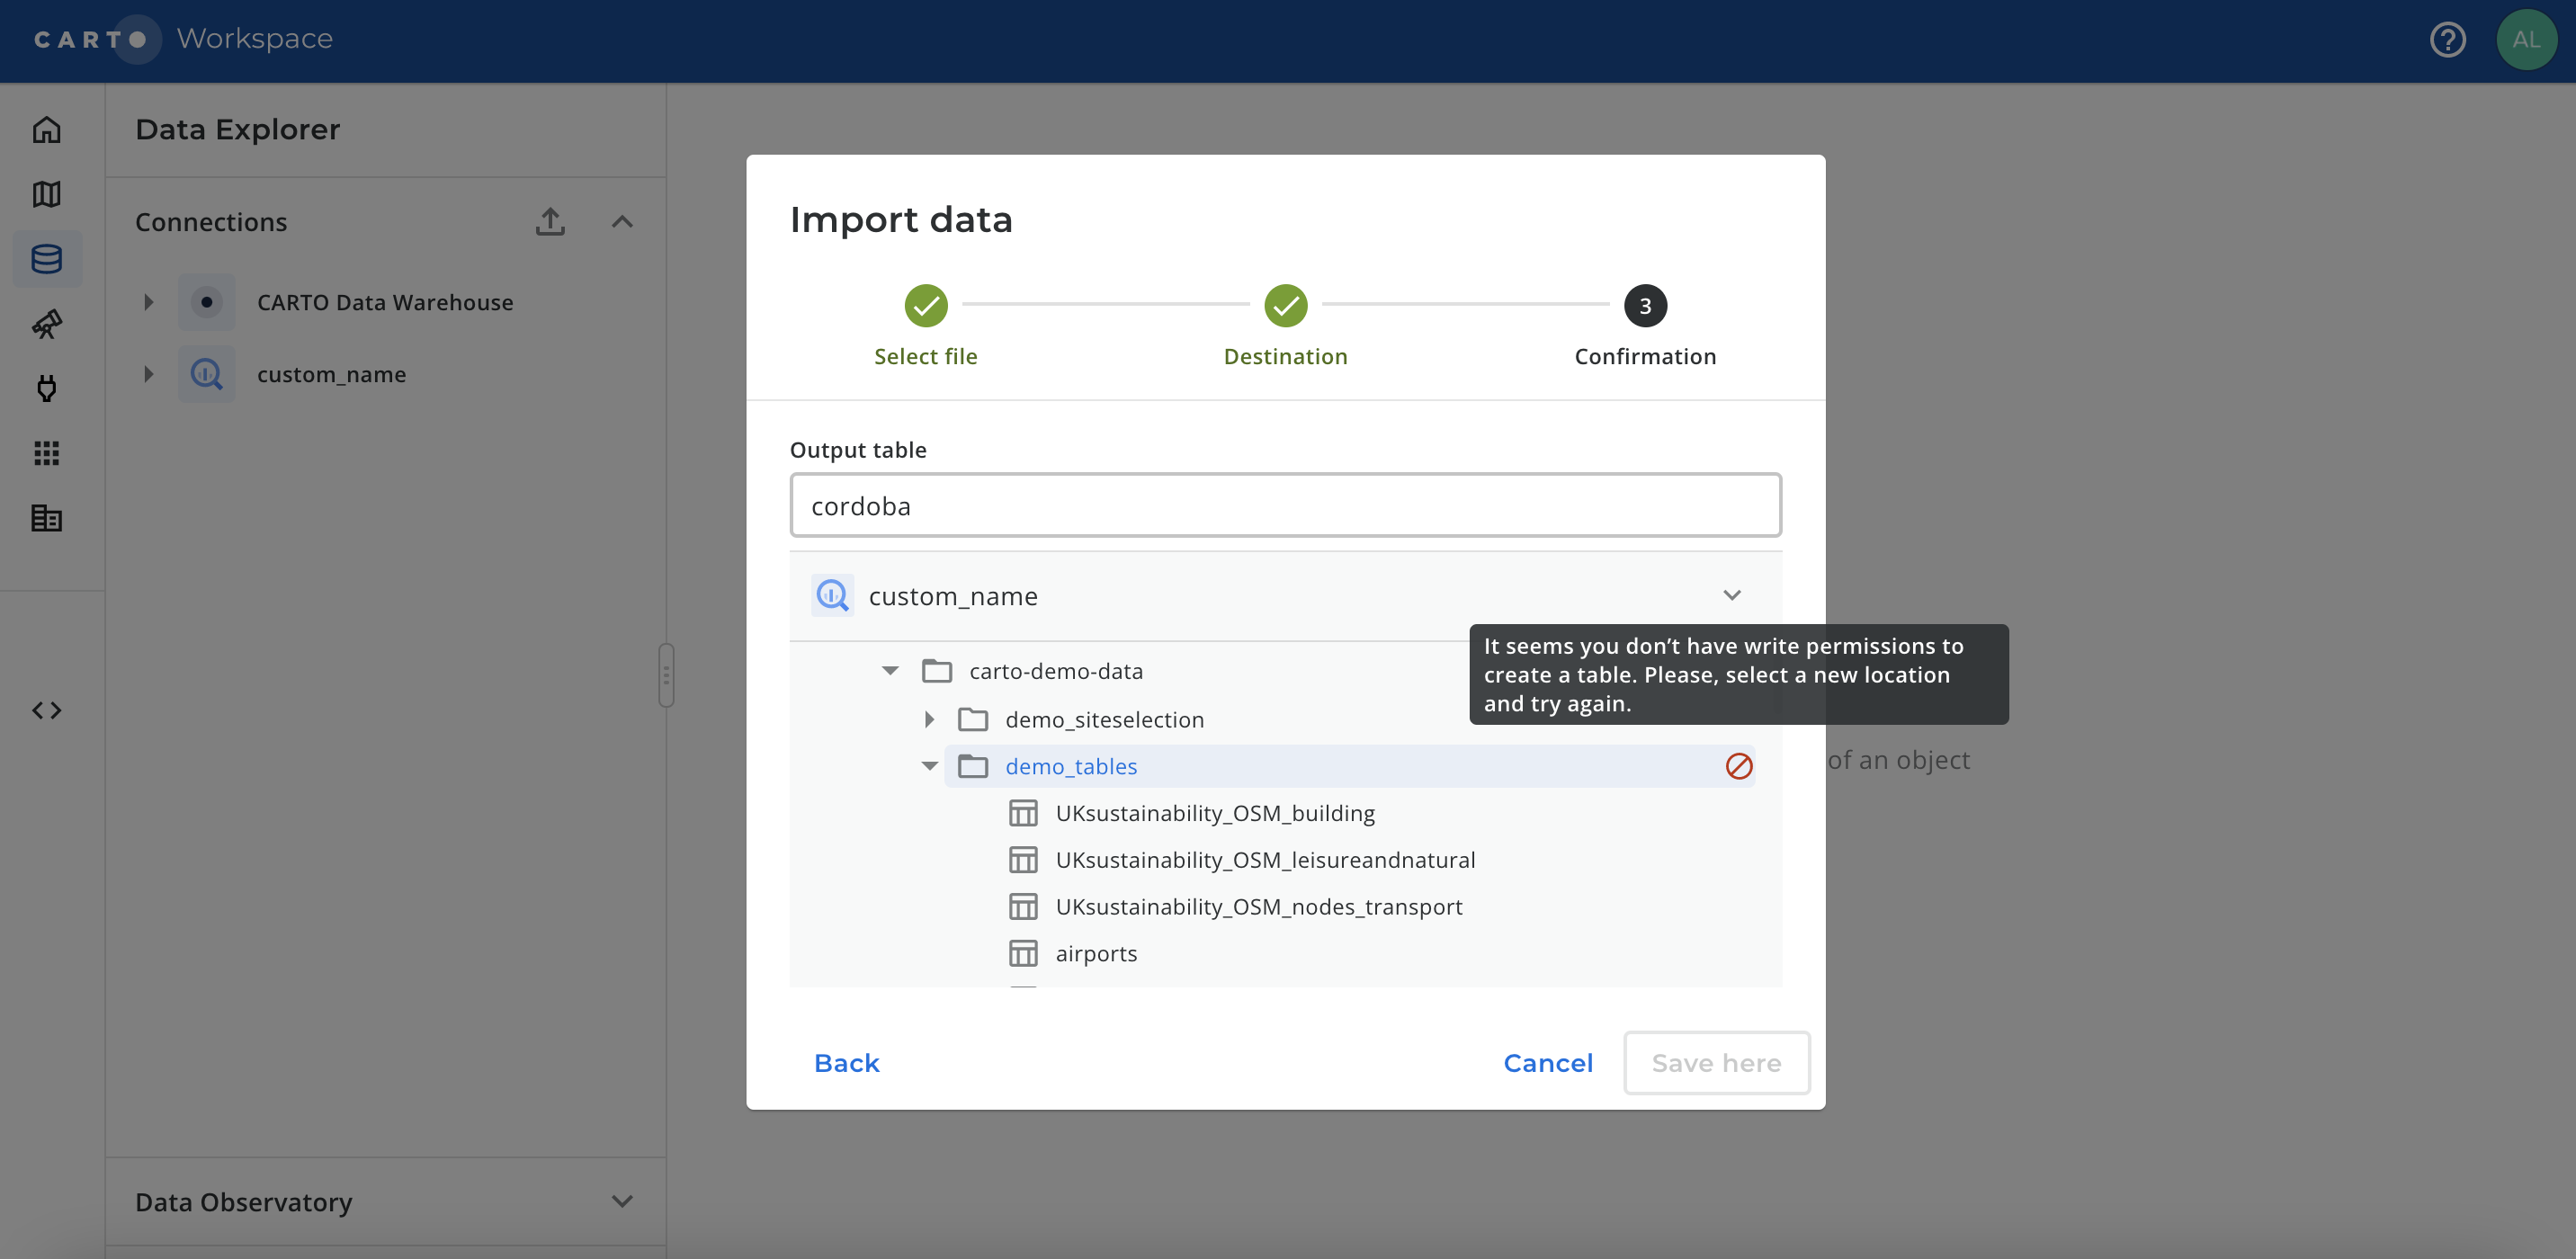 CARTO Workspace
AL
Data Explorer
Connections
CARTO Data Warehouse
custom_name
Data Observatory
Import data
3
Select file
Destination
Confirmation
Output table
cordoba
custom_name
It seems you don’t have write permissions to
create a table. Please, select a new location
and try again.
carto-demo-data
demo_siteselection
demo_tables
of an object
UKsustainability_OSM_building
UKsustainability_OSM_leisureandnatural
UKsustainability_OSM_nodes_transport
airports
Back
Cancel
Save here